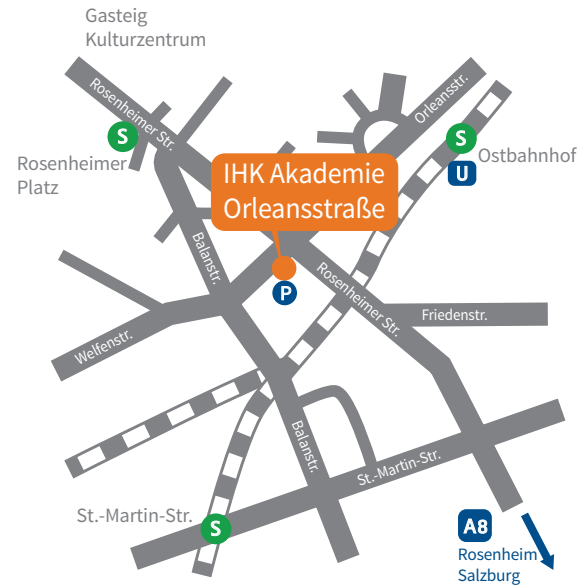 Gasteig
Kulturzentrum
Rosenheimer Str.
Orleansstr.
S
S
Ostbahnhof
U
Rosenheimer
Platz
IHK Akademie
Orleansstraße
Balanstr.
P
Rosenheimer Str.
Friedenstr.
Welfenstr.
Balanstr.
St.-Martin-Str.
St.-Martin-Str.
S
A8
Rosenheim
Salzburg